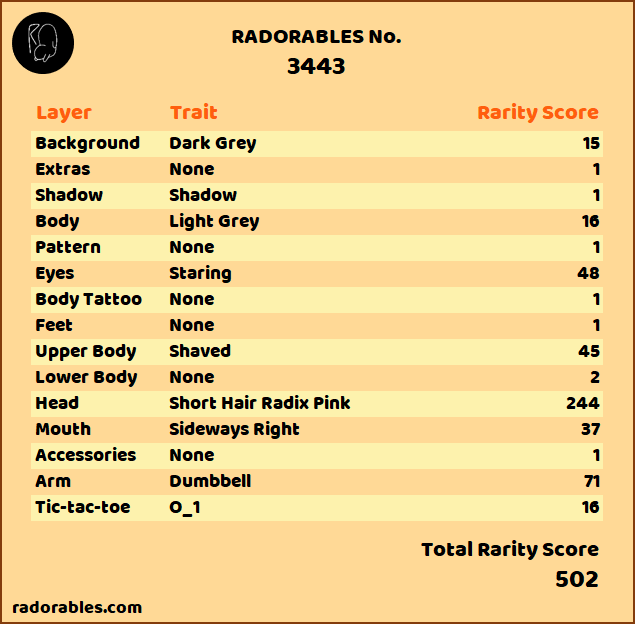 RADORABLES No.
3443
Layer Trait Rarity Score
Background Dark Grey 15
Extras None 1
Shadow Shadow 1
Body Light Grey 16
Pattern None 1
Eyes Staring 48
Body Tattoo None 1
Feet None 1
Upper Body Shaved 45
Lower Body None 2
Head Short Hair Radix Pink 244
Mouth Sideways Right 37
Accessories None 1
Arm Dumbbell 71
Tic-tac-toe O_1 16
Total Rarity Score
502
radorables.com